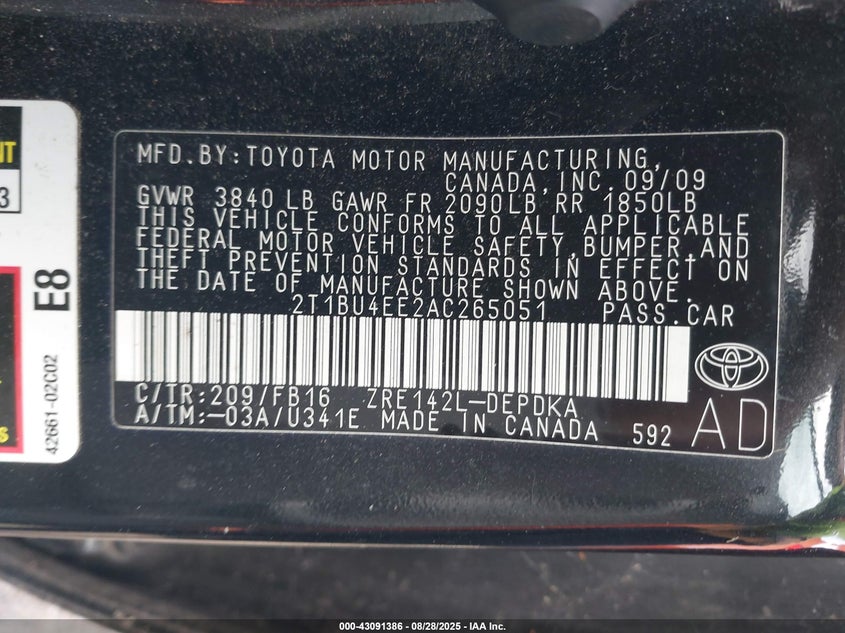 MFD.BY:TOYOTA MOTOR MANUFACTURING,
CANADA,INC. 09/09
GVWR 3840 LB GAWR FR 2090LB RR 1850LB
THIS VEHICLE CONFORMS TO ALL APPLICABLE
FEDERAL MOTOR VEHICLE SAFETY,BUMPER,AND
THEFT PREVENTION STANDARDS IN EFFECT ON
THE DATE OF MANUFACTURE SHOWN ABOVE.
2T1BU4EE2AC265051 PASS.CAR
C/TR:209/FB16 ZRE142L-DEPDKA
A/TM:-03A/U341E MADE IN CANADA 592
AD
3
E8
42661-02C02
000-43091386 - 08/28/2025 - IAA Inc.